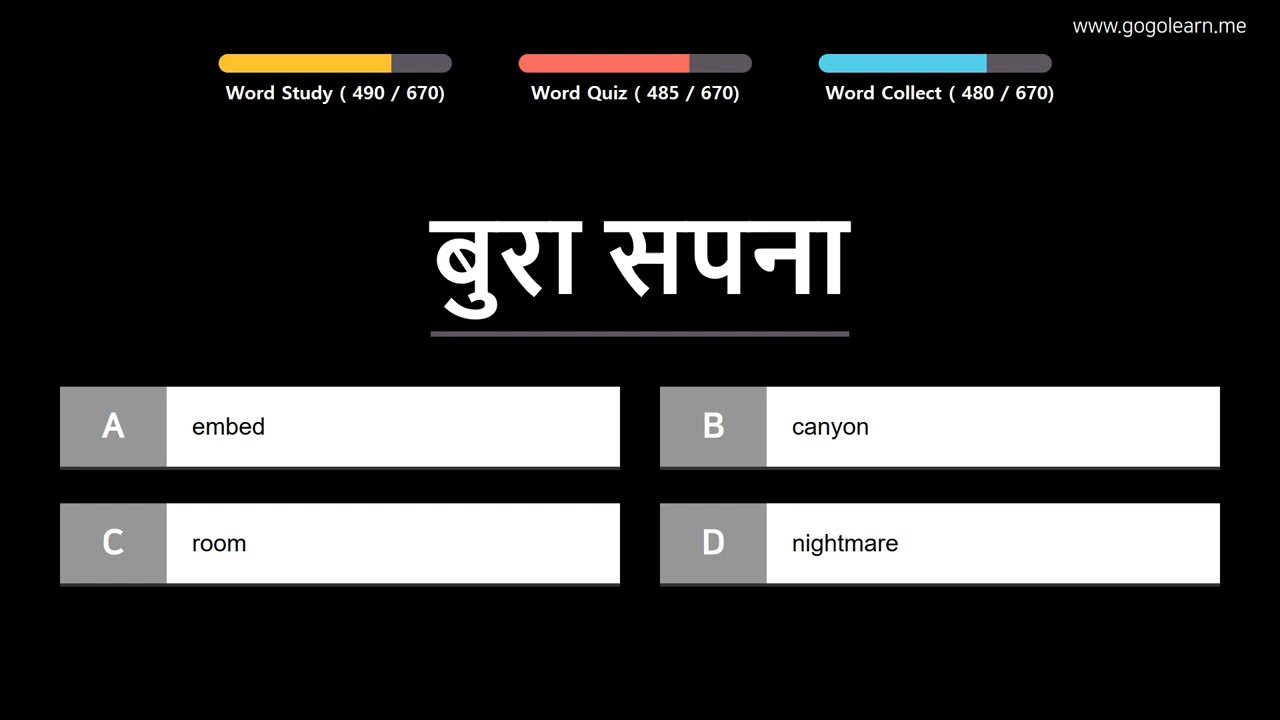 www.gogolearn.me
Word Study ( 490 / 670)
Word Quiz ( 485 / 670)
Word Collect ( 480 / 670)
बुरा सपना
A embed
B canyon
C room
D nightmare